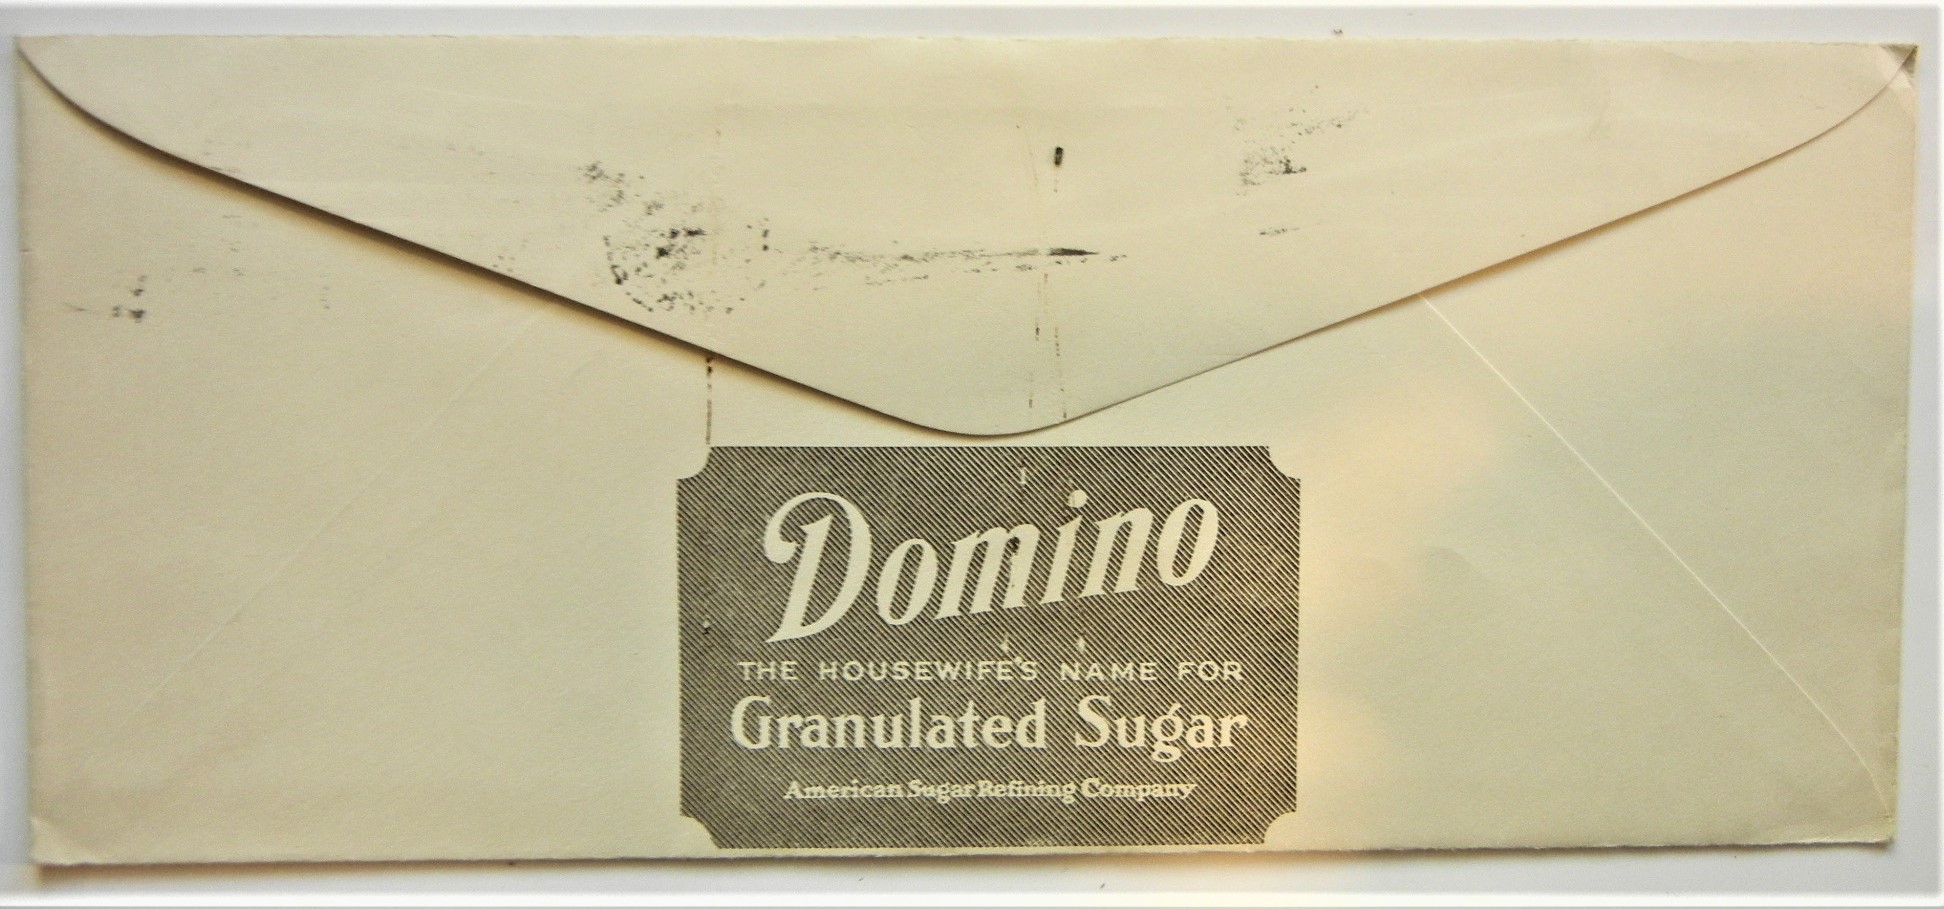 Domino
THE HOUSEWIFE'S NAME FOR
Granulated Sugar
American Sugar Refining Company